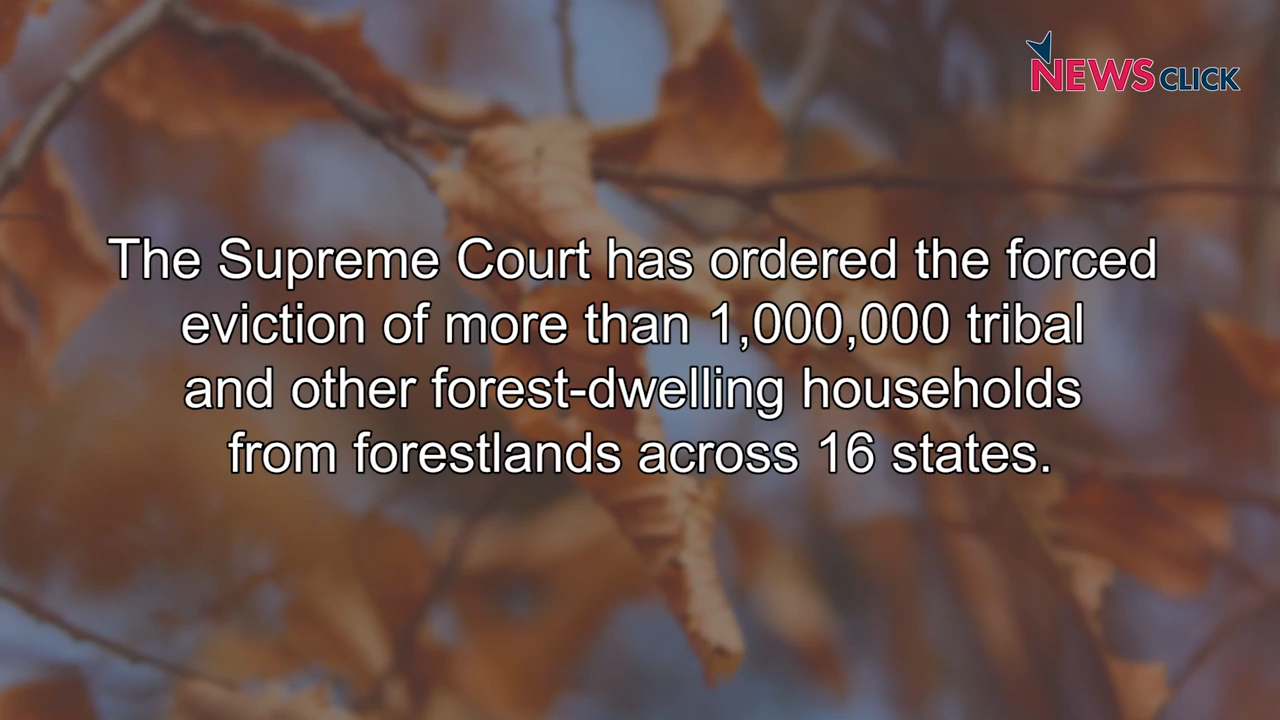 NEWSCLICK
The Supreme Court has ordered the forced
eviction of more than 1,000,000 tribal
and other forest-dwelling households
from forestlands across 16 states.